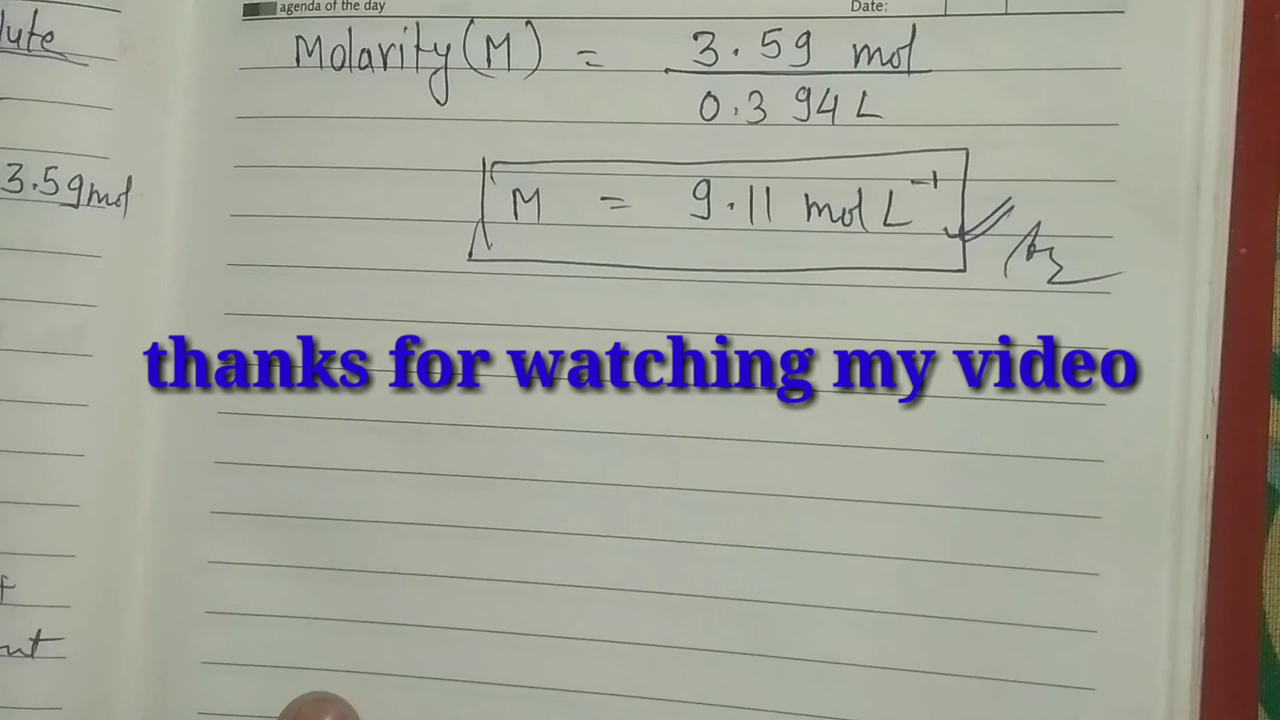 agenda of the day
Date:
lute
Molarity (M) = 3.59 mol
0.394 L
3.59 mol
M = 9.11 mol L⁻¹
thanks for watching my video